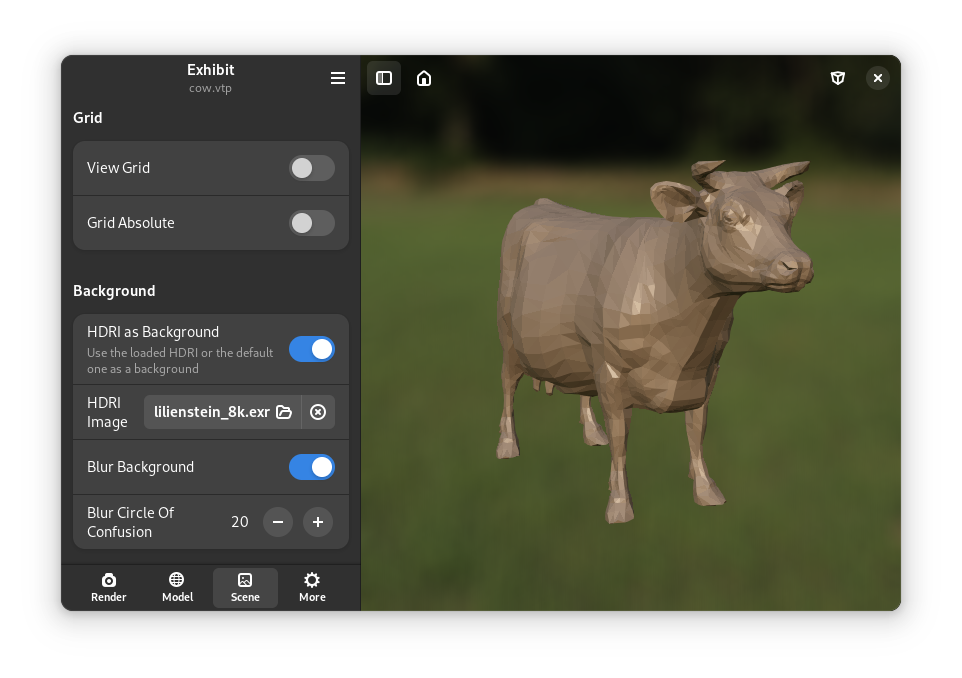 Exhibit
cow.vtp
Grid
View Grid
Grid Absolute
Background
HDRI as Background
Use the loaded HDRI or the default
one as a background
HDRI
Image
lilienstein_8k.exr
Blur Background
Blur Circle Of
Confusion
20
Render
Model
Scene
More